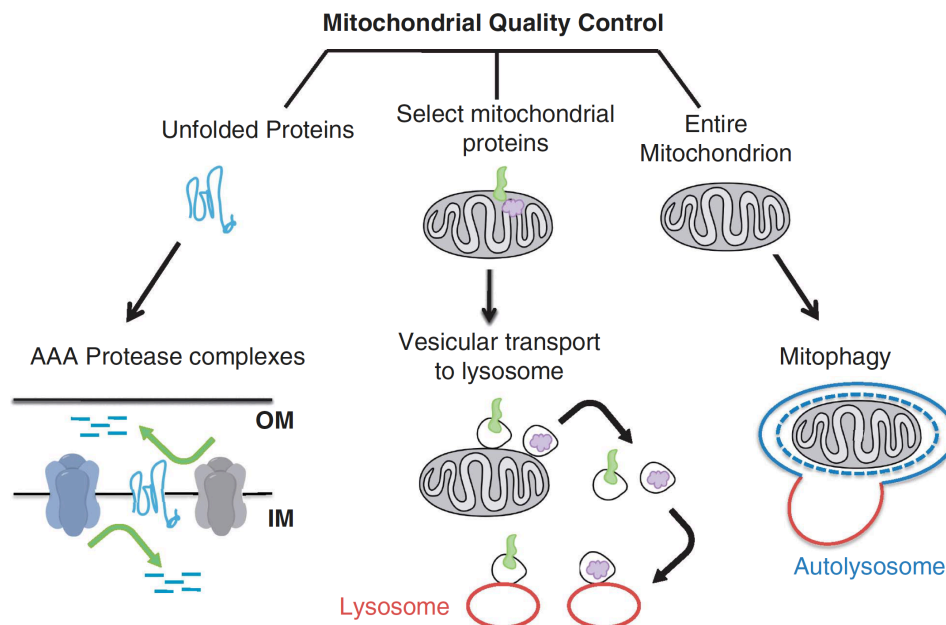 Mitochondrial Quality Control
Unfolded Proteins
Select mitochondrial
proteins
Entire
Mitochondrion
AAA Protease complexes
OM
IM
Vesicular transport
to lysosome
Lysosome
Mitophagy
Autolysosome